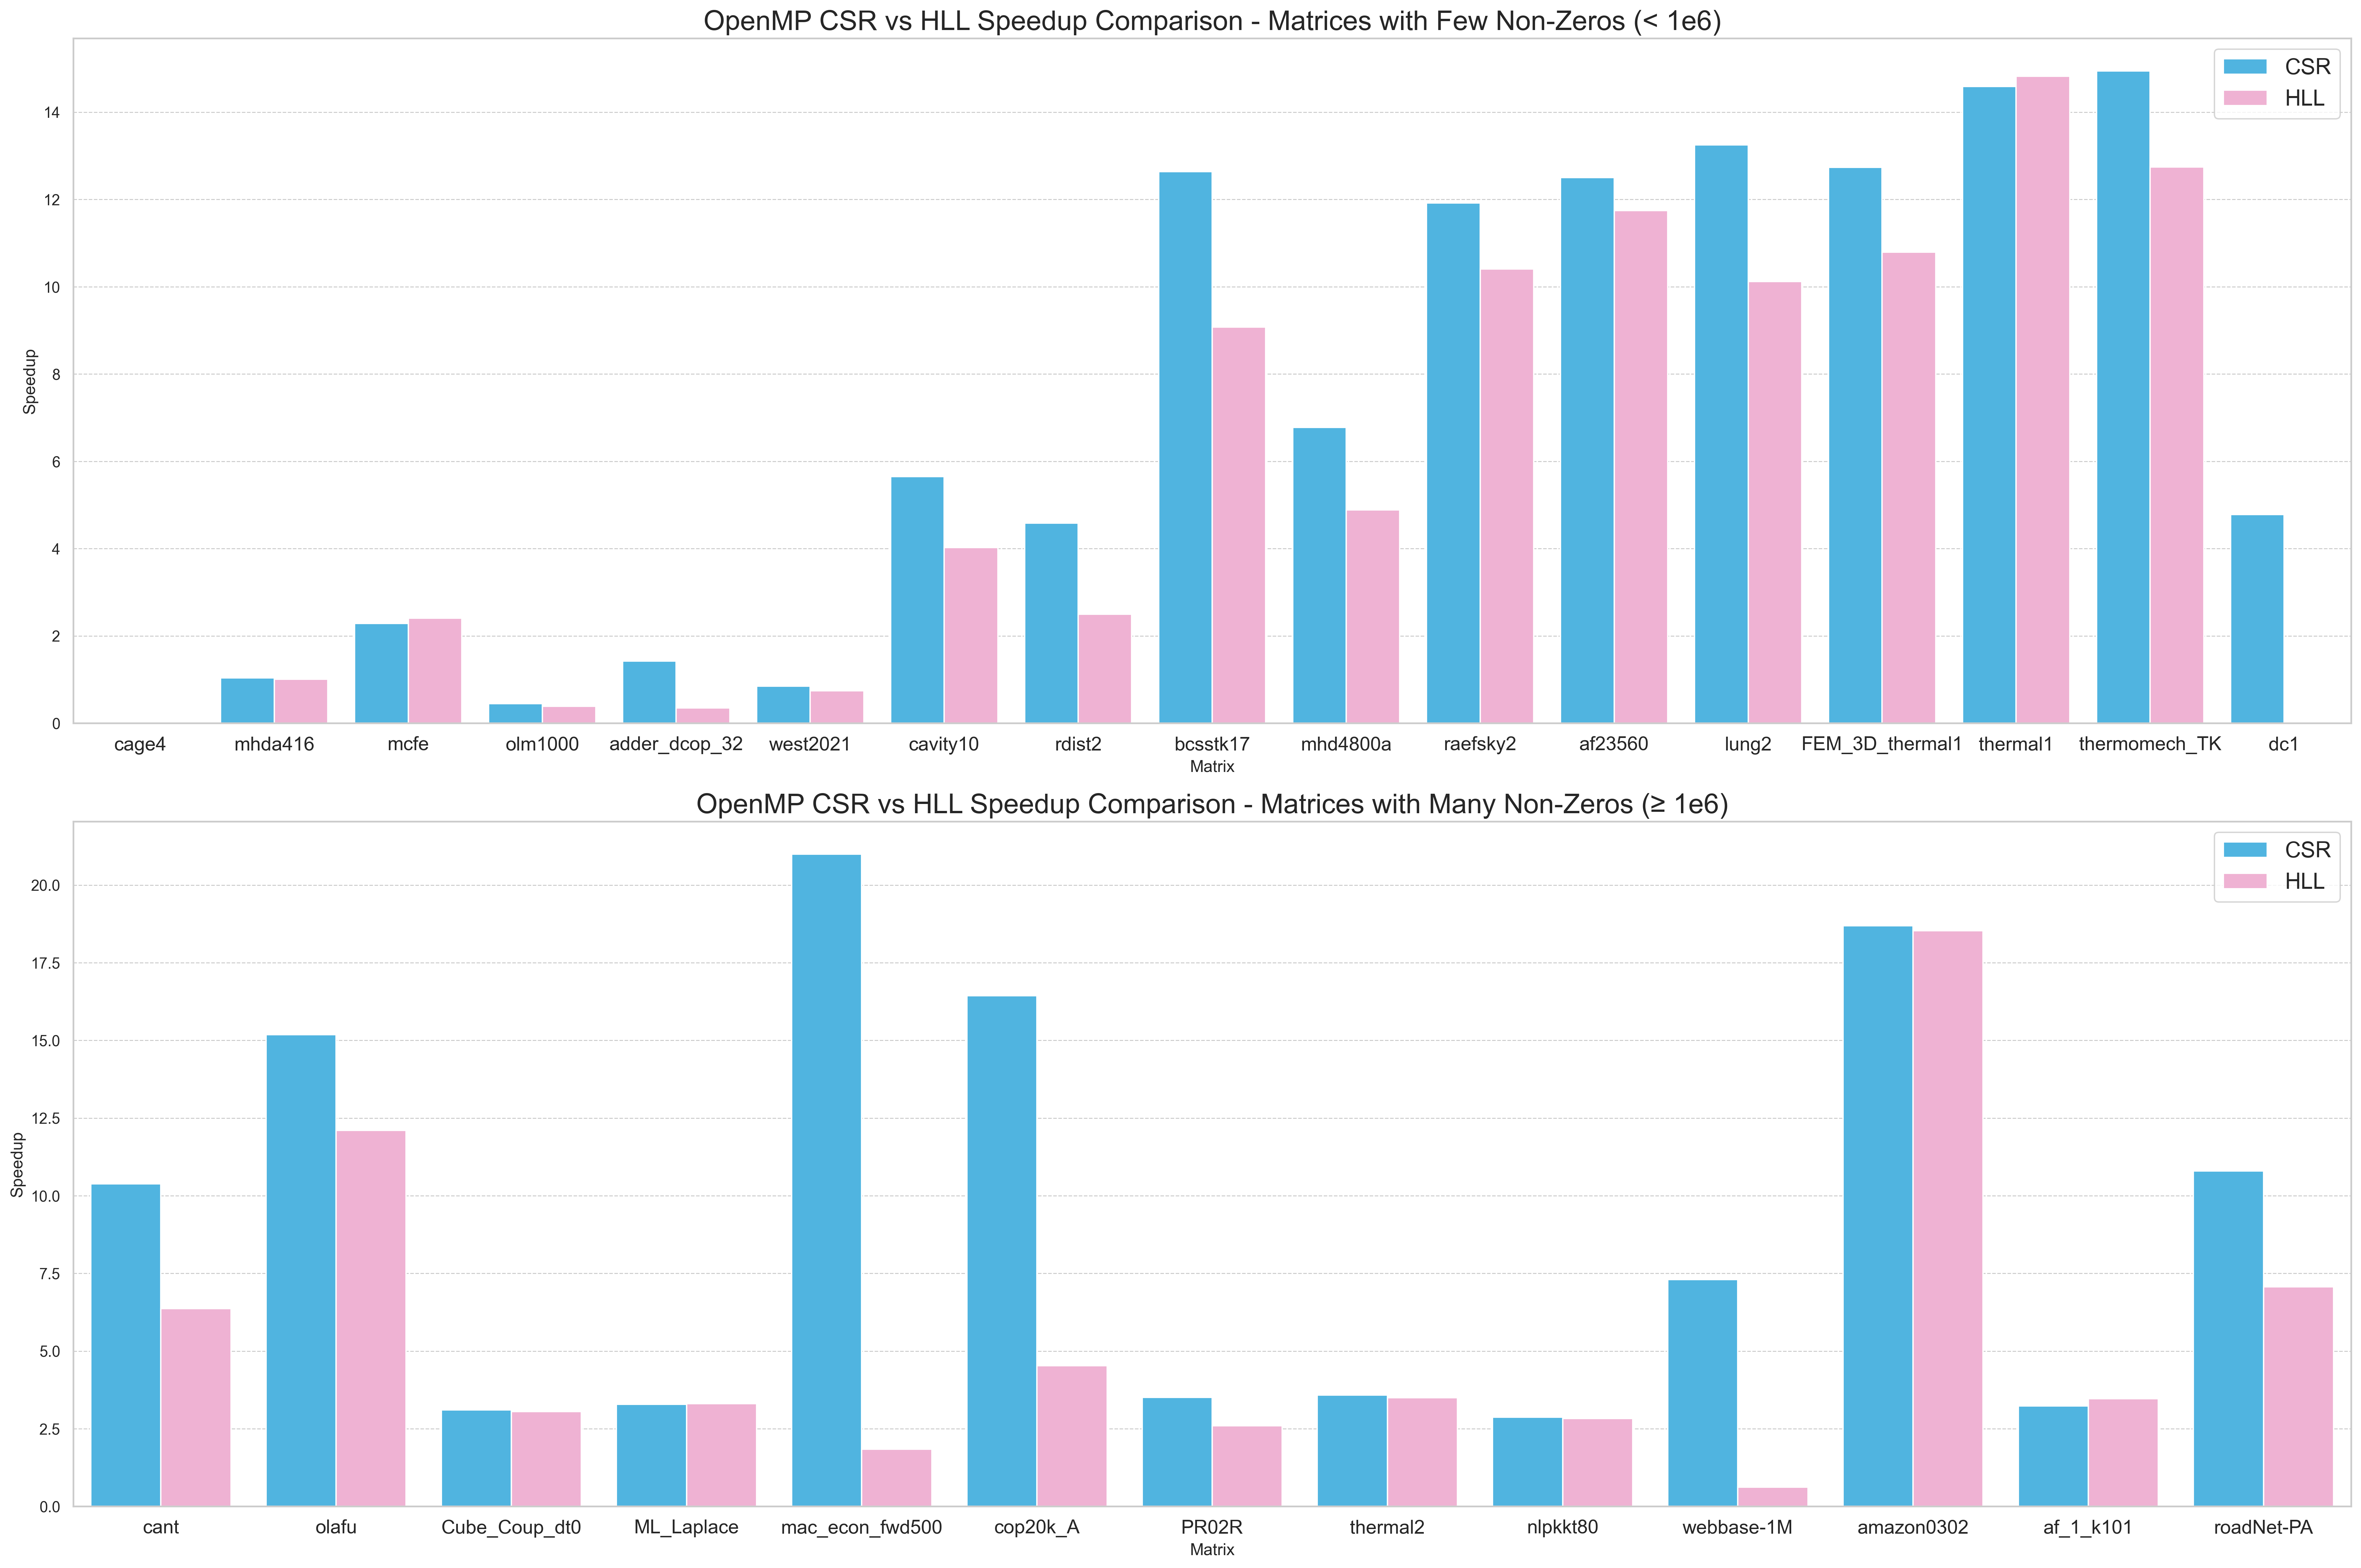 OpenMP CSR vs HLL Speedup Comparison - Matrices with Few Non-Zeros (< 1e6)
CSR
HLL
Speedup
14
12
10
8
6
4
2
0
cage4 mhda416 mcfe olm1000 adder_dcop_32 west2021 cavity10 rdist2 bcsstk17 mhd4800a raefsky2 af23560 lung2 FEM_3D_thermal1 thermal1 thermomech_TK dc1
Matrix
OpenMP CSR vs HLL Speedup Comparison - Matrices with Many Non-Zeros (≥ 1e6)
CSR
HLL
Speedup
20.0
17.5
15.0
12.5
10.0
7.5
5.0
2.5
0.0
cant olafu Cube_Coup_dt0 ML_Laplace mac_econ_fwd500 cop20k_A PR02R thermal2 nlpkkt80 webbase-1M amazon0302 af_1_k101 roadNet-PA
Matrix